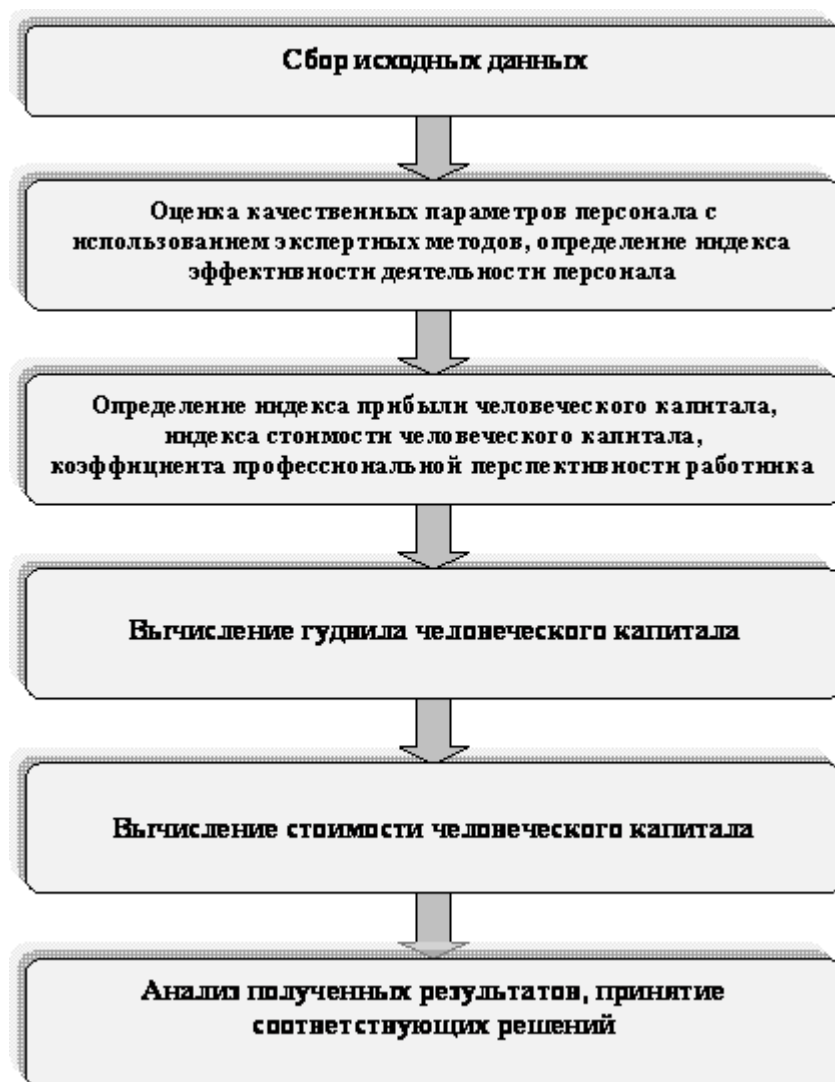 Сбор исходных данных
Оценка качественных параметров персонала с
использованием экспертных методов, определение индекса
эффективности деятельности персонала
Определение индекса прибыли человеческого капитала,
индекса стоимости человеческого капитала,
коэффициента профессиональной перспективности работника
Вычисление гудвила человеческого капитала
Вычисление стоимости человеческого капитала
Анализ полученных результатов, принятие
соответствующих решений